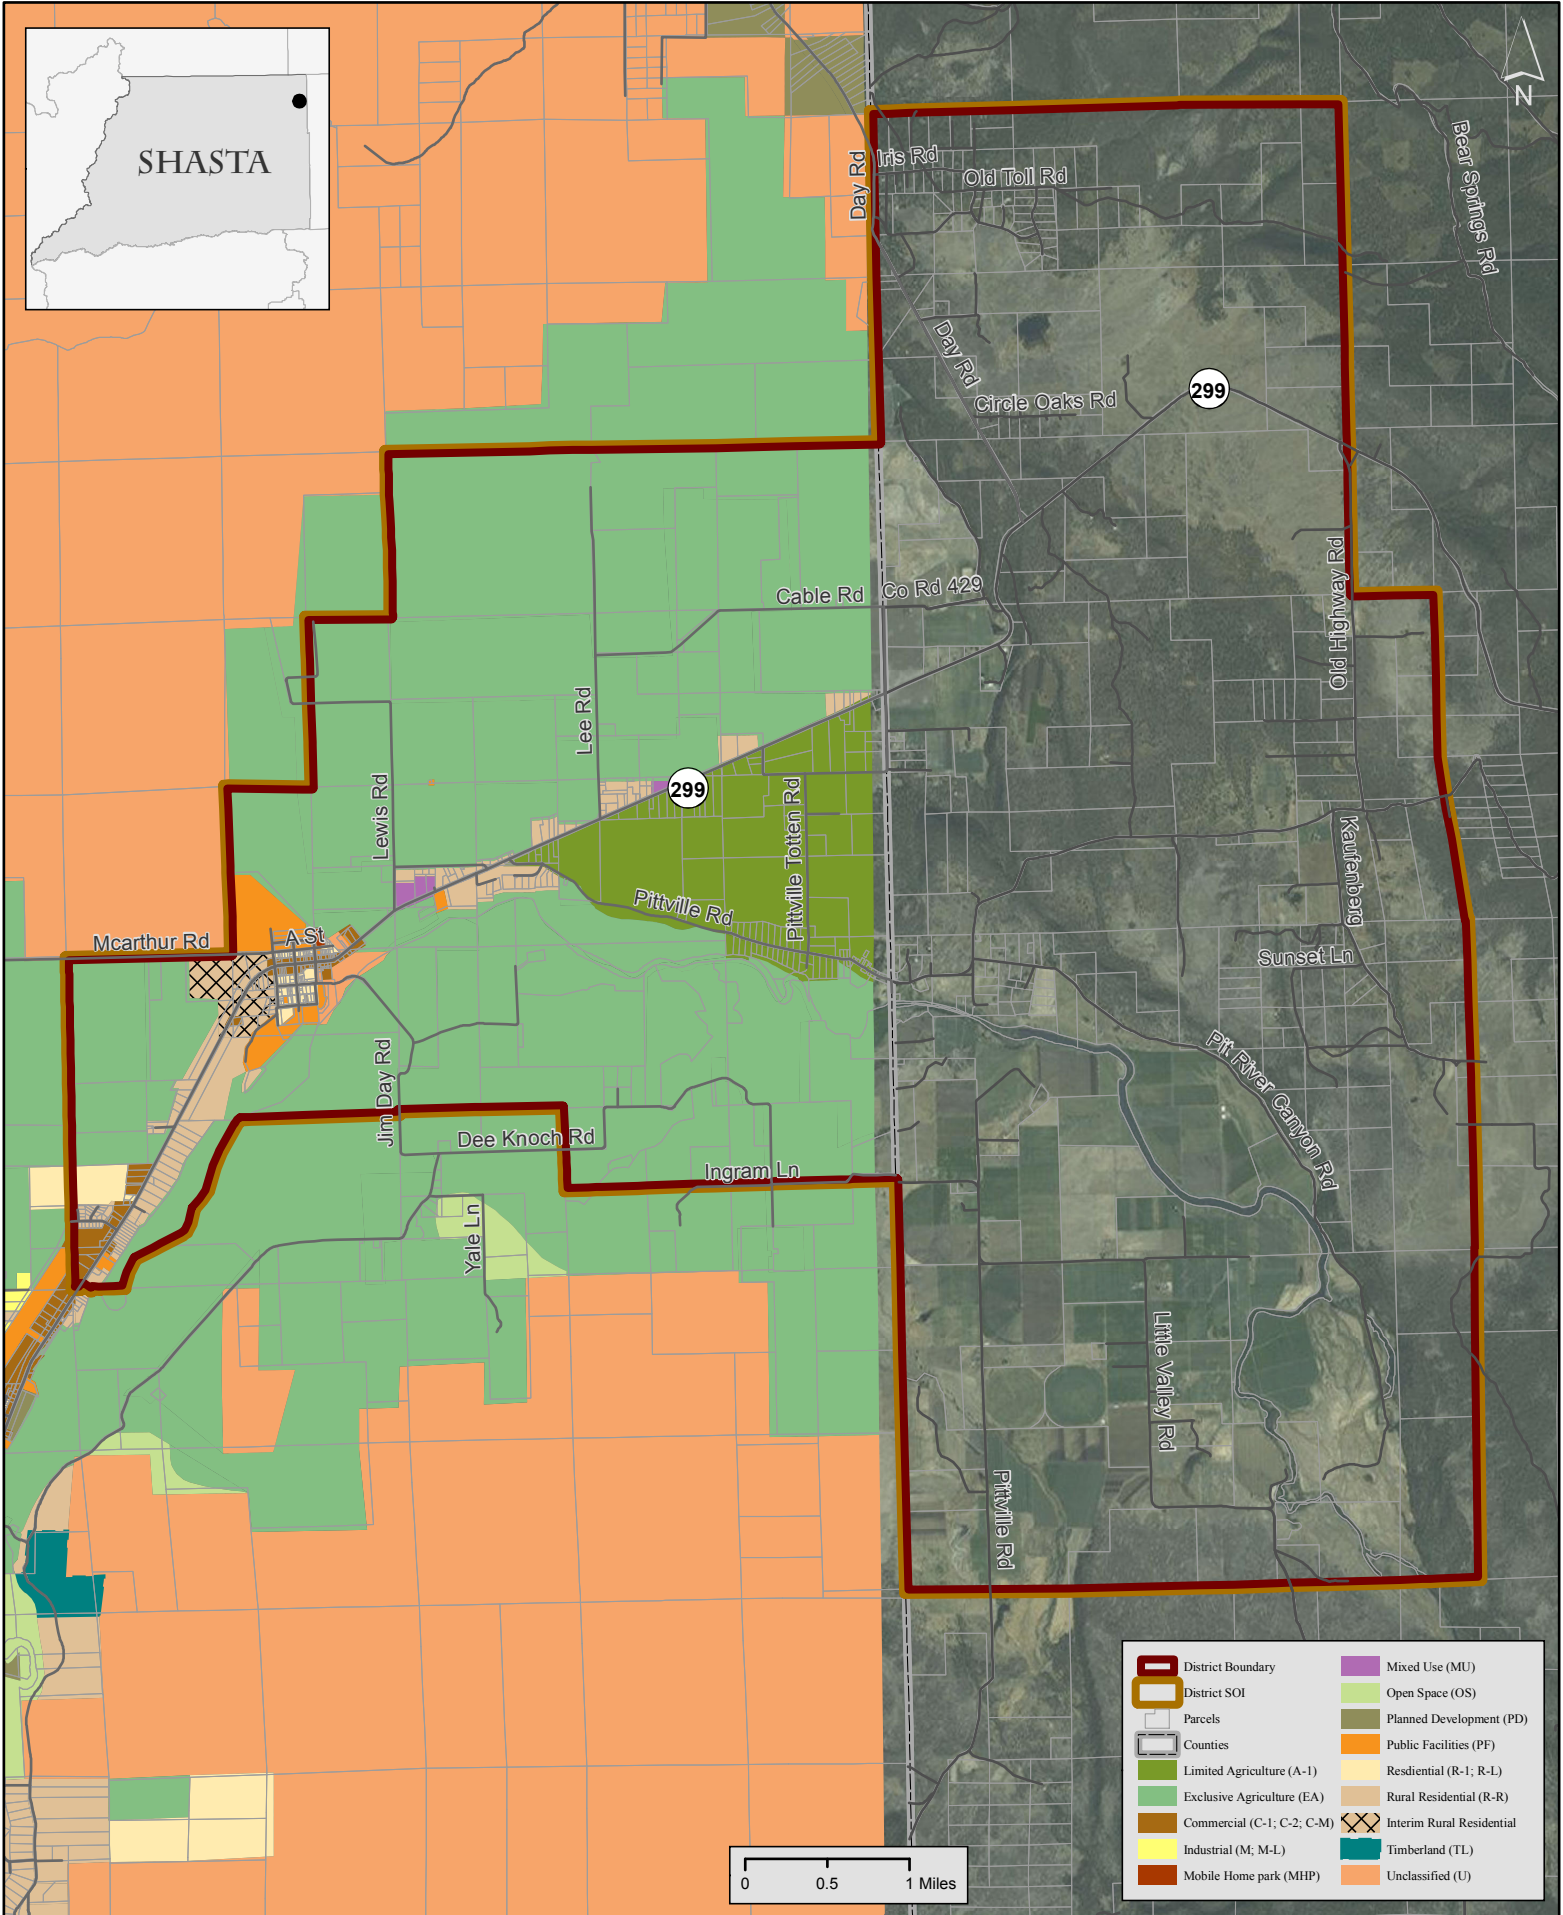 SHASTA
N
Bear Springs Rd
Iris Rd
Day Rd
Old Toll Rd
Day Rd
299
Circle Oaks Rd
Old Highway Rd
Cable Rd
Co Rd 429
Lee Rd
299
Lewis Rd
Pittville Totten Rd
Kaufenberg
Pittville Rd
Mcarthur Rd
A St
Sunset Ln
Jim Day Rd
Pit River Canyon Rd
Dee Knoch Rd
Ingram Ln
Yale Ln
Little Valley Rd
Pittville Rd
District Boundary
District SOI
Parcels
Counties
Limited Agriculture (A-1)
Exclusive Agriculture (EA)
Commercial (C-1; C-2; C-M)
Industrial (M; M-L)
Mobile Home park (MHP)
Mixed Use (MU)
Open Space (OS)
Planned Development (PD)
Public Facilities (PF)
Resdiential (R-1; R-L)
Rural Residential (R-R)
Interim Rural Residential
Timberland (TL)
Unclassified (U)
0 0.5 1 Miles